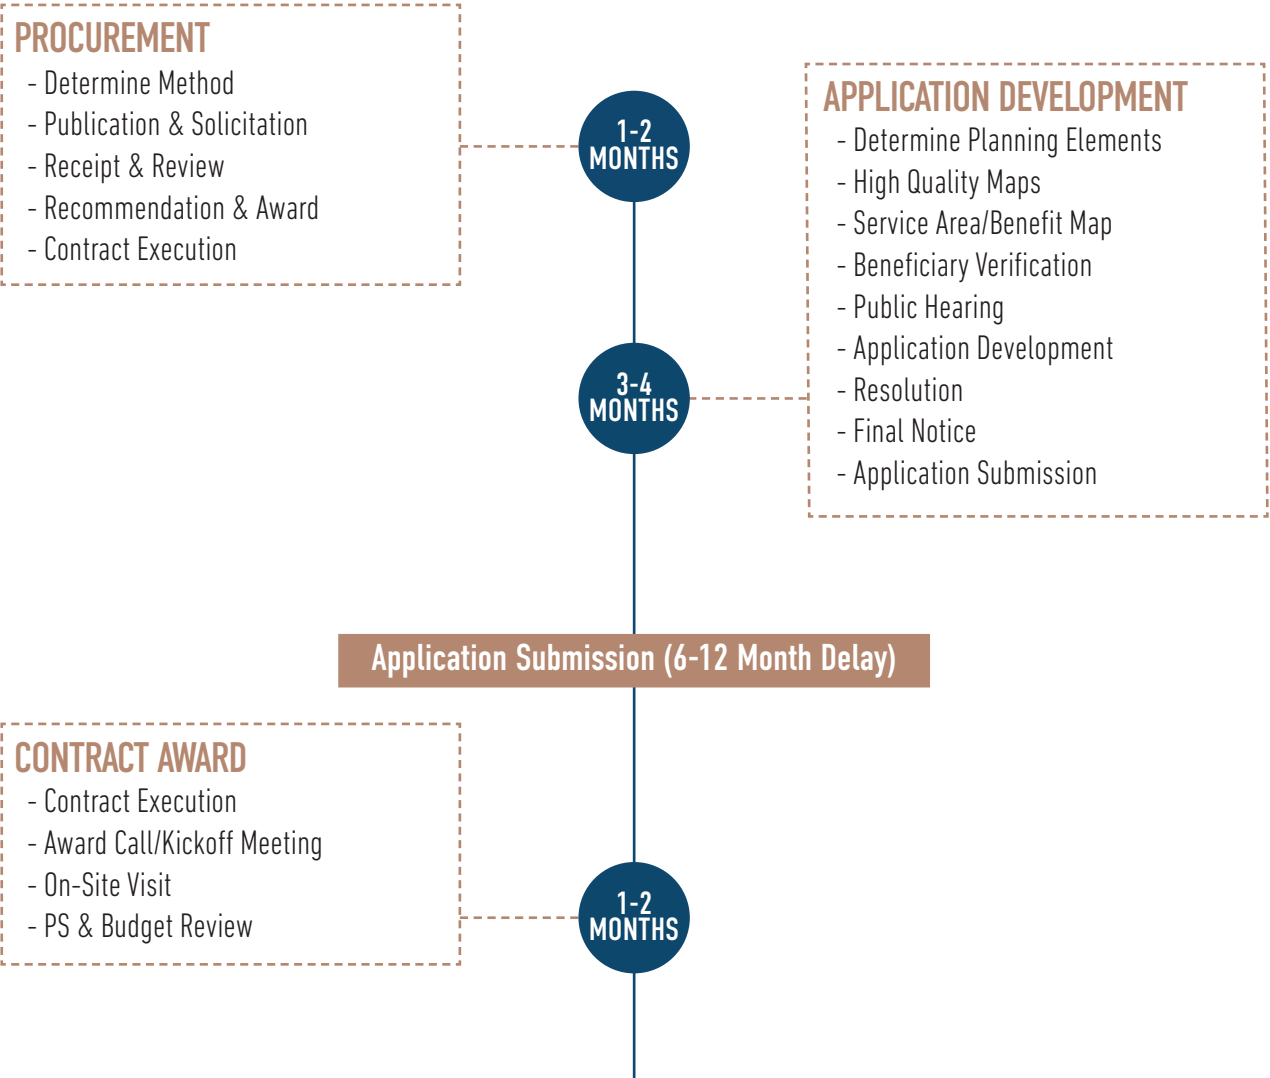 PROCUREMENT
- Determine Method
- Publication & Solicitation
- Receipt & Review
- Recommendation & Award
- Contract Execution
1-2
MONTHS
APPLICATION DEVELOPMENT
- Determine Planning Elements
- High Quality Maps
- Service Area/Benefit Map
- Beneficiary Verification
- Public Hearing
- Application Development
- Resolution
- Final Notice
- Application Submission
3-4
MONTHS
Application Submission (6-12 Month Delay)
CONTRACT AWARD
- Contract Execution
- Award Call/Kickoff Meeting
- On-Site Visit
- PS & Budget Review
1-2
MONTHS